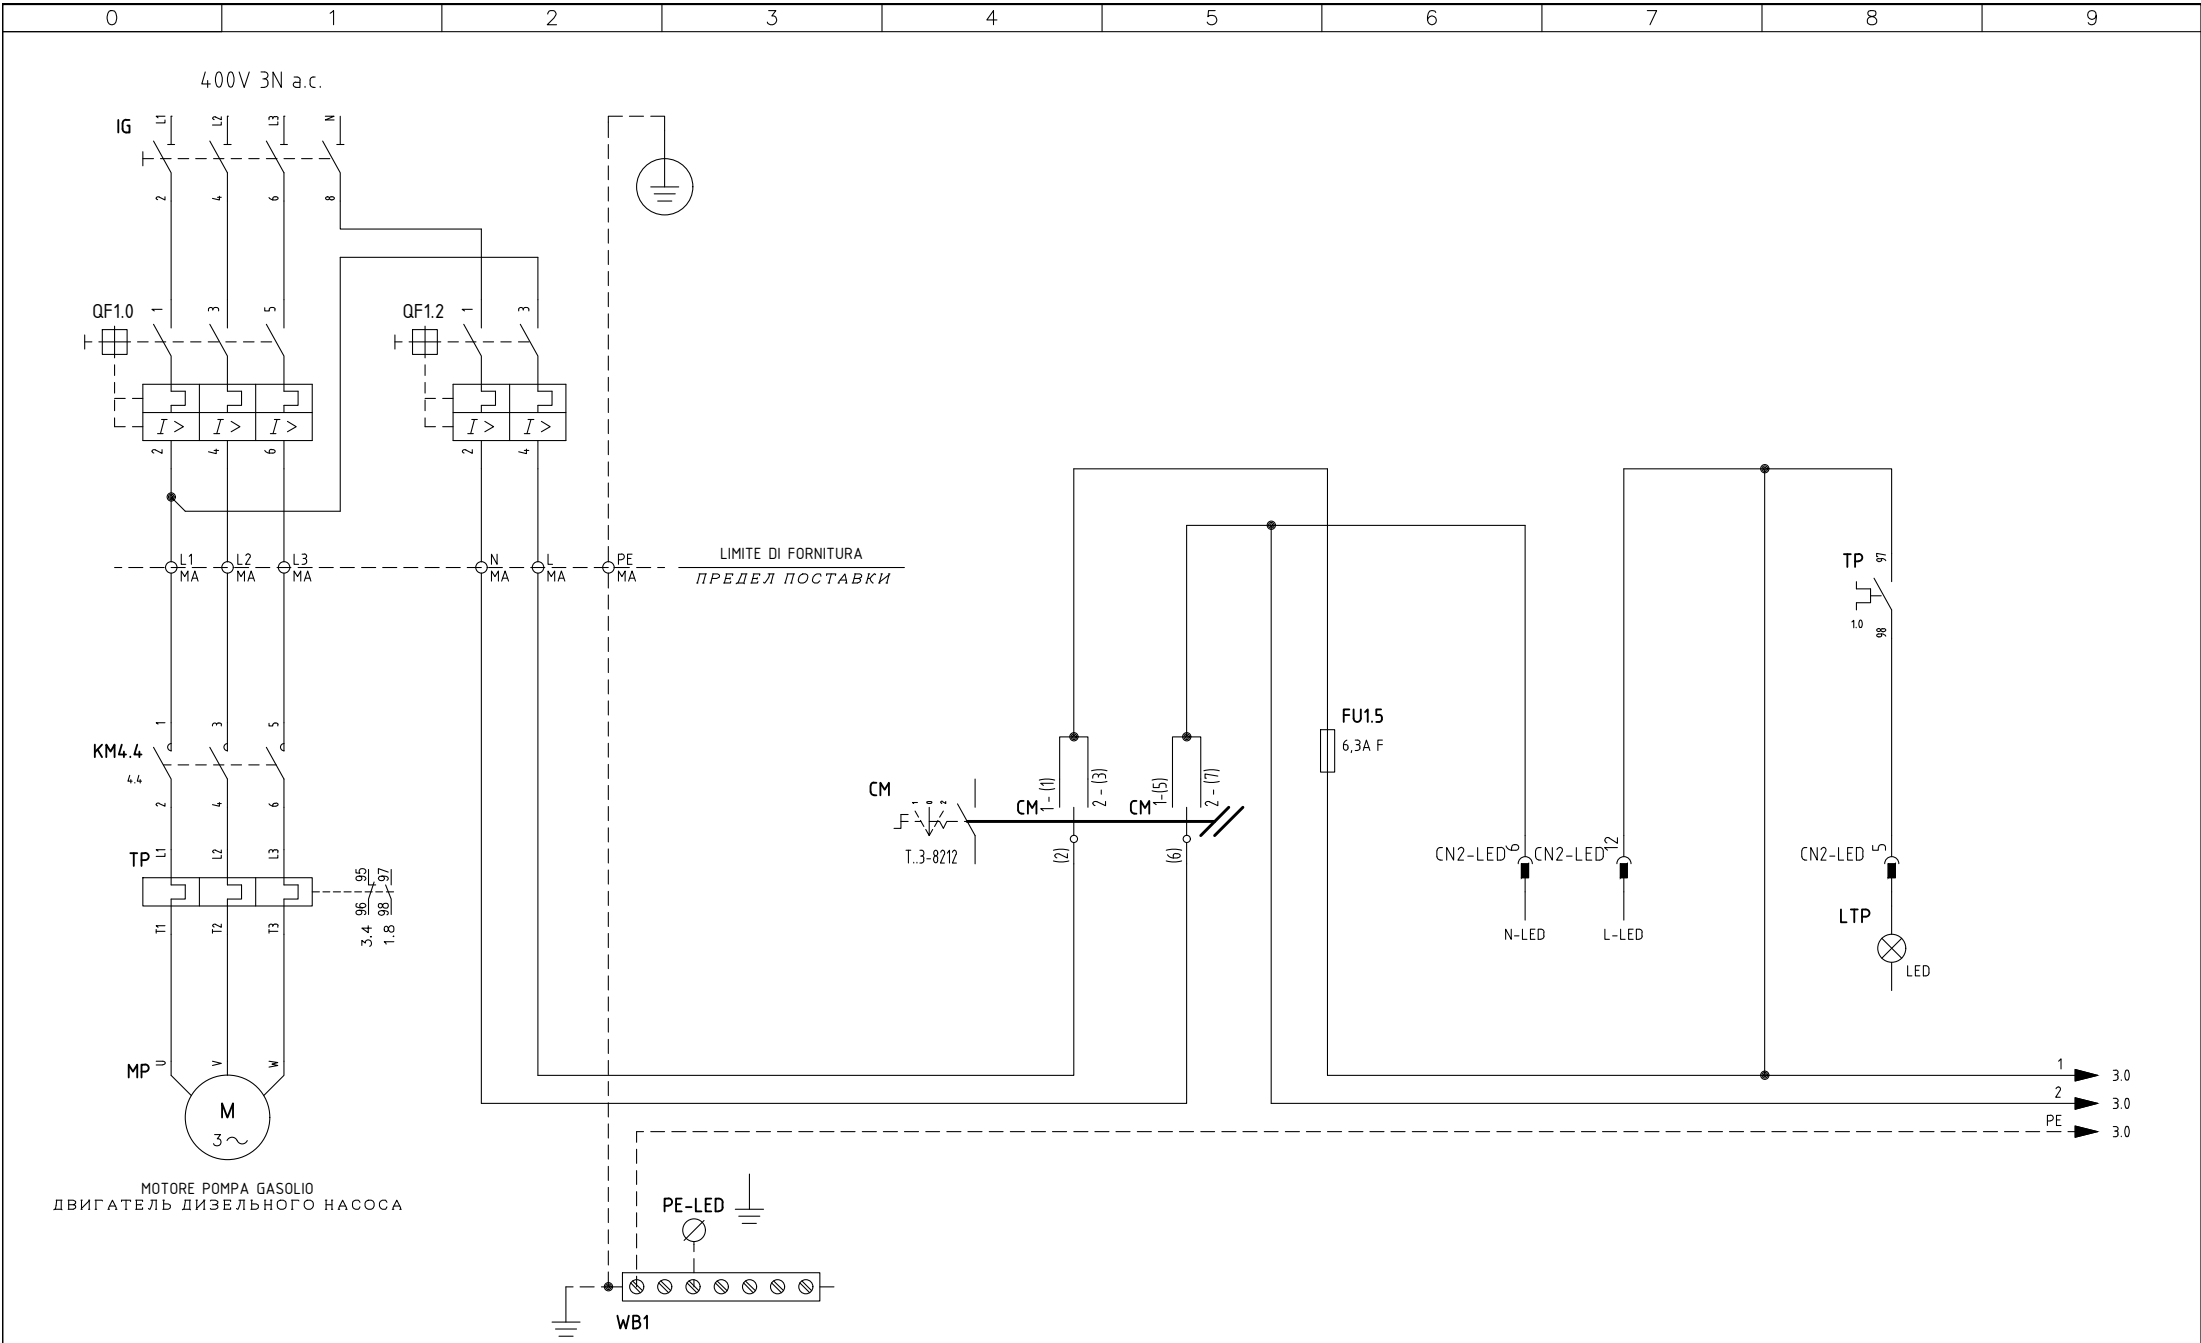 0 1 2 3 4 5 6 7 8 9
400V 3N a.c.
IG L1 L2 L3 N
2 4 6 8
QF1.0 1 3 5
QF1.2 1 3
I > I > I >
I > I >
2 4 6
2 4
L1 L2 L3 N L PE
MA MA MA MA MA MA
LIMITE DI FORNITURA
ПРЕДЕЛ ПОСТАВКИ
TP 97
1.0 98
KM4.4 1 3 5
4.4
2 4 6
FU1.5
6,3A F
CM
1 0 2
T..3-8212
CM 1-(1) 2-(3)
(2)
CM 1-(5) 2-(7)
(6)
TP L1 L2 L3
95 97
96 98
3.4 1.8
T1 T2 T3
CN2-LED 6
CN2-LED 12
CN2-LED 5
N-LED
L-LED
LTP
LED
MP U V W
M
3~
1 3.0
2 3.0
PE 3.0
MOTORE POMPA GASOLIO
ДВИГАТЕЛЬ ДИЗЕЛЬНОГО НАСОСА
PE-LED
WB1